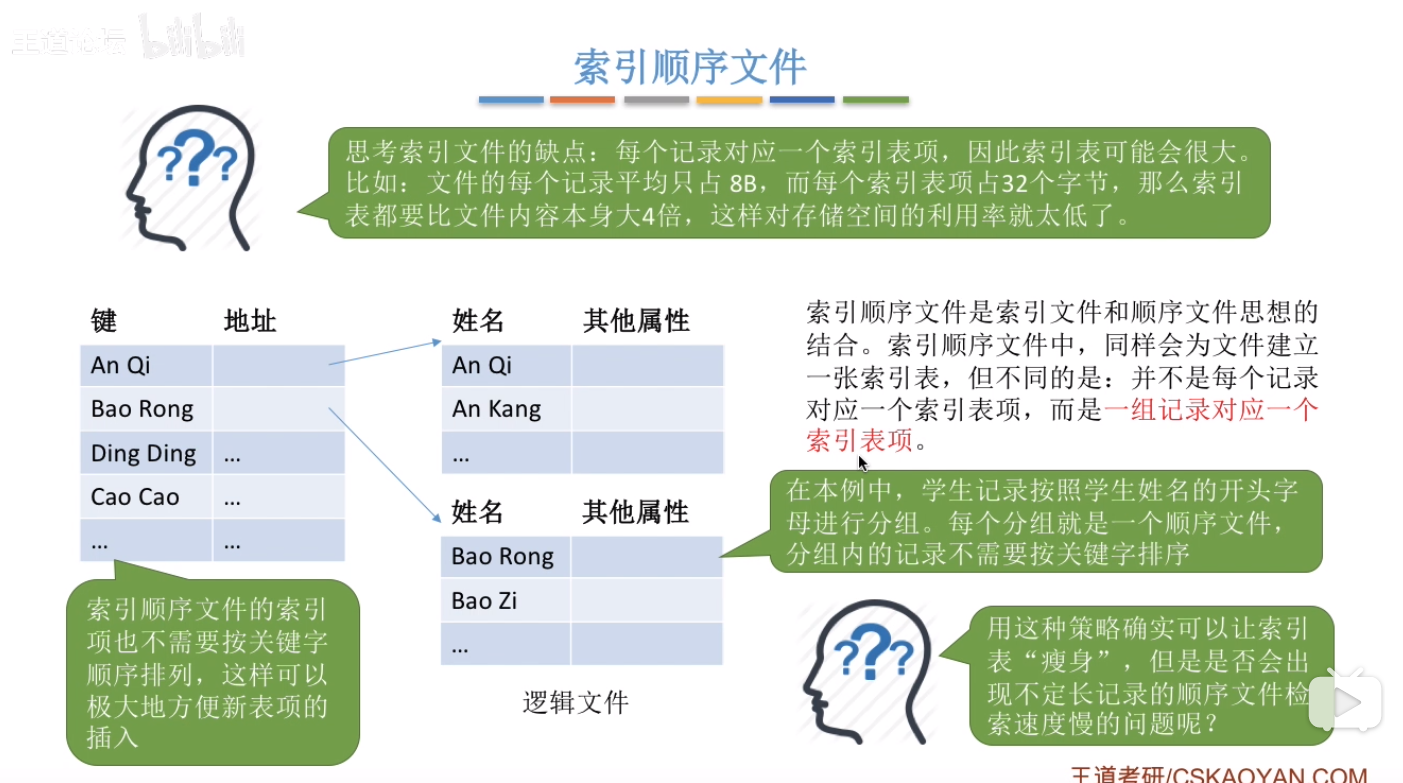 王道论坛 bilibili
索引顺序文件
???
思考索引文件的缺点：每个记录对应一个索引表项，因此索引表可能会很大。
比如：文件的每个记录平均只占 8B，而每个索引表项占32个字节，那么索引
表都要比文件内容本身大4倍，这样对存储空间的利用率就太低了。
键 地址
An Qi
Bao Rong
Ding Ding ...
Cao Cao ...
... ...
索引顺序文件的索引
项也不需要按关键字
顺序排列，这样可以
极大地方便新表项的
插入
姓名 其他属性
An Qi
An Kang
...
姓名 其他属性
Bao Rong
Bao Zi
...
逻辑文件
索引顺序文件是索引文件和顺序文件思想的
结合。索引顺序文件中，同样会为文件建立
一张索引表，但不同的是：并不是每个记录
对应一个索引表项，而是一组记录对应一个
索引表项。
在本例中，学生记录按照学生姓名的开头字
母进行分组。每个分组就是一个顺序文件，
分组内的记录不需要按关键字排序
???
用这种策略确实可以让索引
表“瘦身”，但是是否会出
现不定长记录的顺序文件检
索速度慢的问题呢？
王道考研/CSKAOYAN.COM